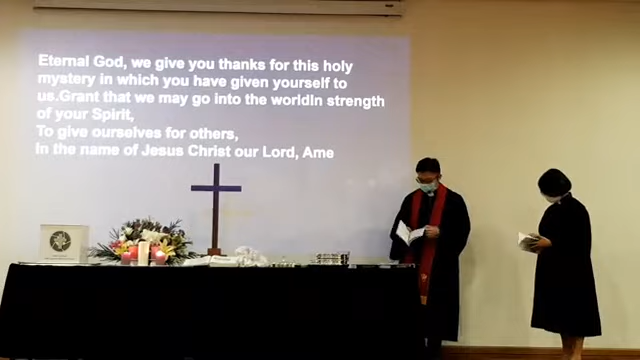 Eternal God, we give you thanks for this holy
mystery in which you have given yourself to
us.Grant that we may go into the worldIn strength
of your Spirit,
To give ourselves for others,
In the name of Jesus Christ our Lord, Ame